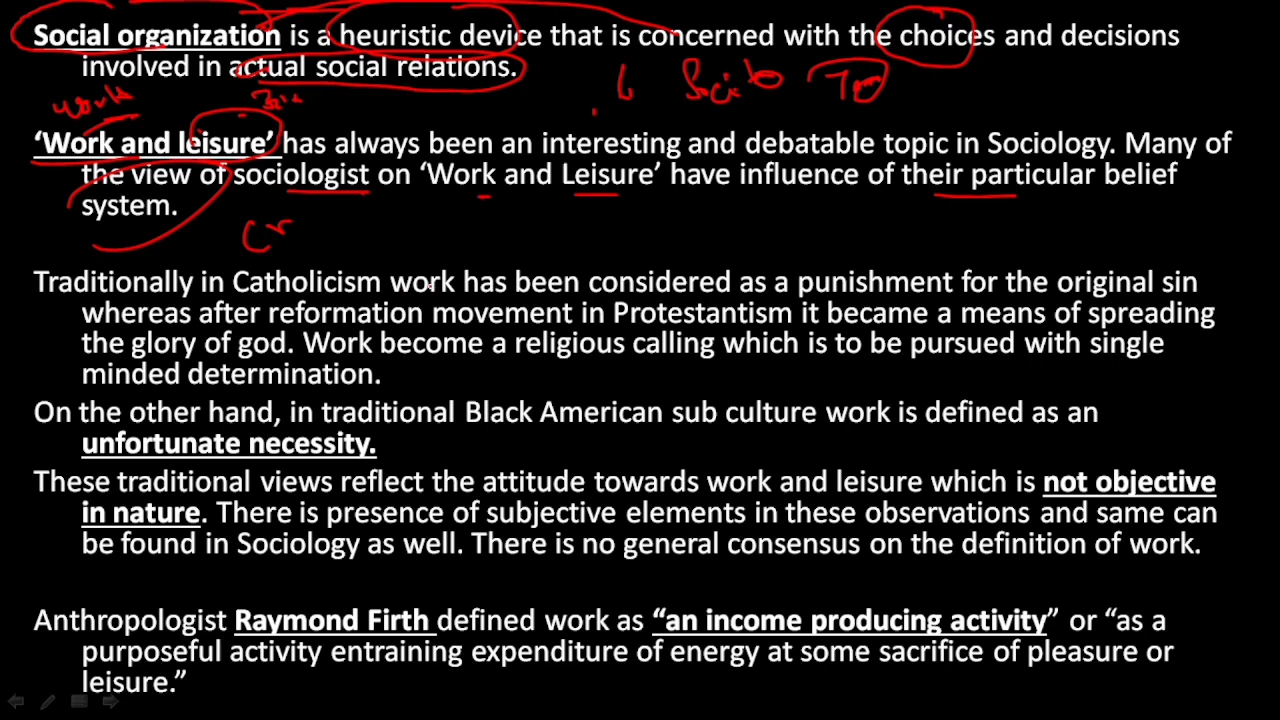 Social organization is a heuristic device that is concerned with the choices and decisions
involved in actual social relations.
work
‘Work and leisure’ has always been an interesting and debatable topic in Sociology. Many of
the view of sociologist on ‘Work and Leisure’ have influence of their particular belief
system.
Traditionally in Catholicism work has been considered as a punishment for the original sin
whereas after reformation movement in Protestantism it became a means of spreading
the glory of god. Work become a religious calling which is to be pursued with single
minded determination.
On the other hand, in traditional Black American sub culture work is defined as an
unfortunate necessity.
These traditional views reflect the attitude towards work and leisure which is not objective
in nature. There is presence of subjective elements in these observations and same can
be found in Sociology as well. There is no general consensus on the definition of work.
Anthropologist Raymond Firth defined work as “an income producing activity” or “as a
purposeful activity entraining expenditure of energy at some sacrifice of pleasure or
leisure.”